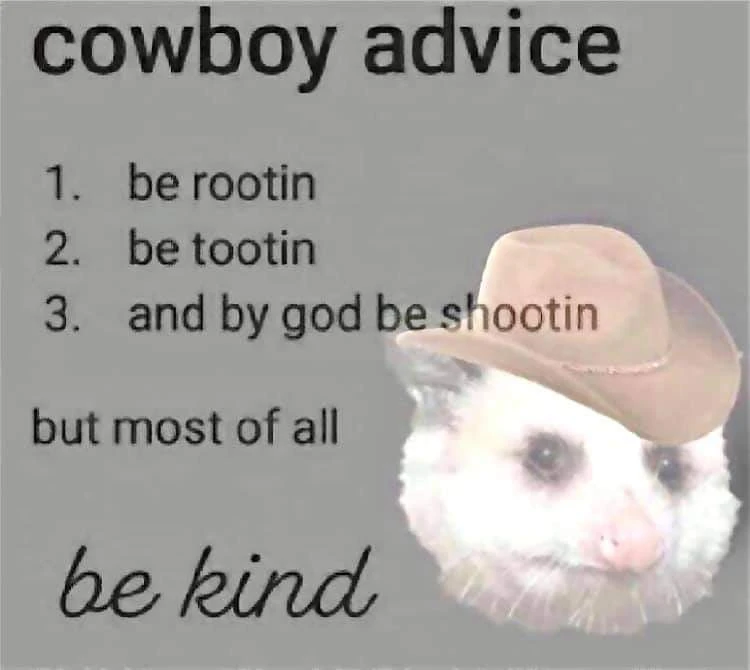 cowboy advice
1. be rootin
2. be tootin
3. and by god be shootin
but most of all
be kind